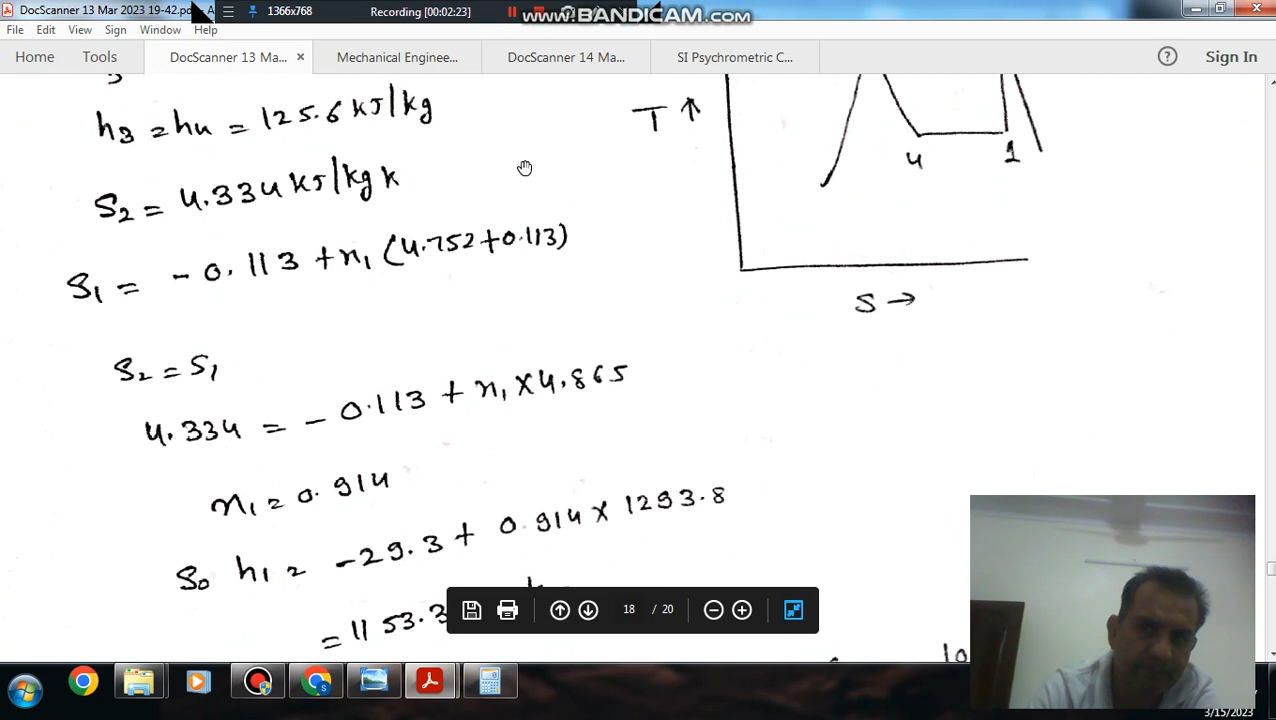 DocScanner 13 Mar 2023 19-42.pd
1366x768
Recording [00:02:23]
www.BANDICAM.com
File Edit View Sign Window Help
Home Tools DocScanner 13 Ma... × Mechanical Enginee... DocScanner 14 Ma... SI Psychrometric C... ? Sign In
h3 = h4 = 125.6 kJ/kg
S2 = 4.334 kJ/kg k
S1 = - 0.113 + x1 (4.752+0.113)
S2 = S1
4.334 = - 0.113 + x1 × 4.865
x1 = 0.914
So h1 = -29.3 + 0.914 × 1293.8
= 1153.3
T ↑
4 1
S →
18 / 20
3/15/2023